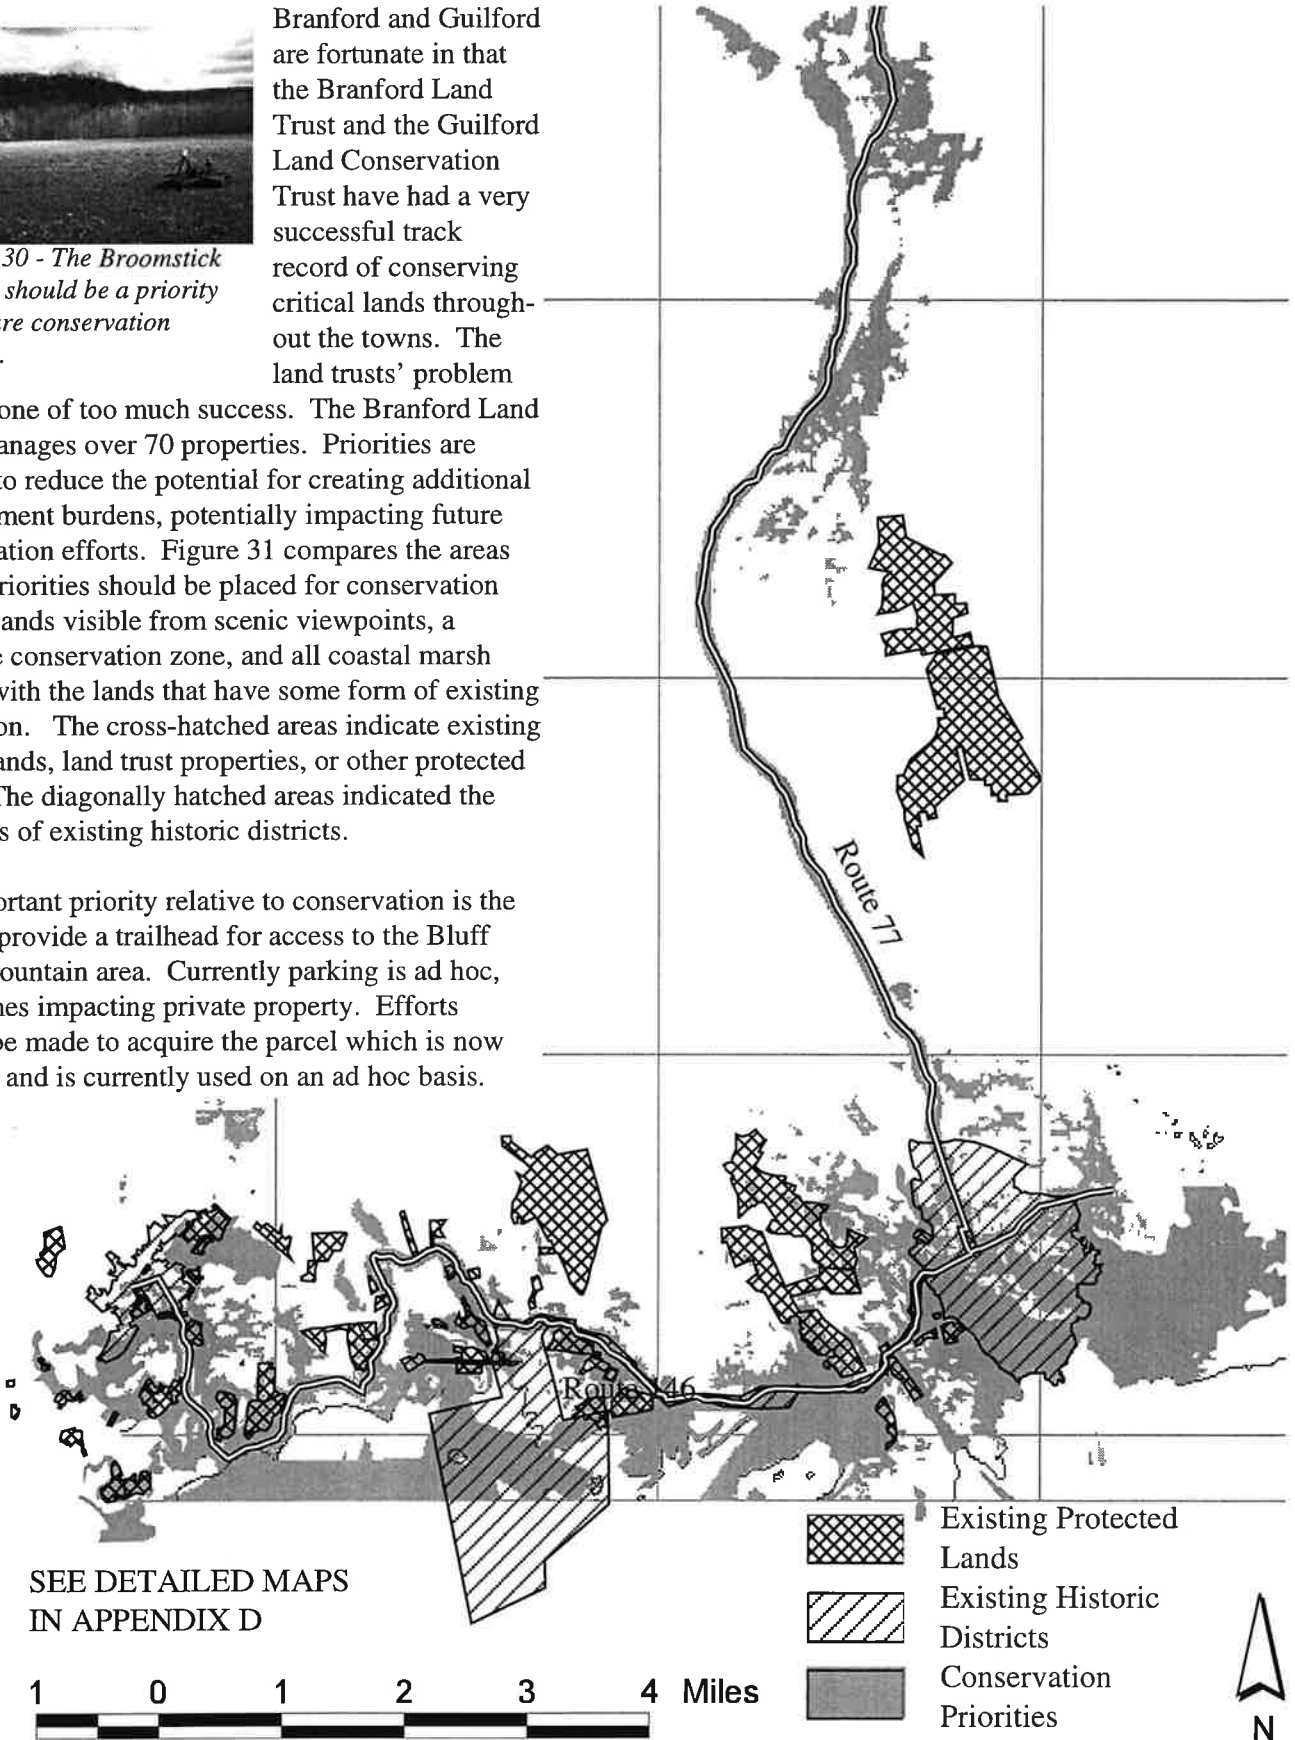 Branford and Guilford
are fortunate in that
the Branford Land
Trust and the Guilford
Land Conservation
Trust have had a very
successful track
record of conserving
critical lands through-
out the towns. The
land trusts' problem
30 - The Broomstick
should be a priority
re conservation
.
one of too much success. The Branford Land
anages over 70 properties. Priorities are
to reduce the potential for creating additional
ment burdens, potentially impacting future
ation efforts. Figure 31 compares the areas
riorities should be placed for conservation
ands visible from scenic viewpoints, a
e conservation zone, and all coastal marsh
with the lands that have some form of existing
on. The cross-hatched areas indicate existing
ands, land trust properties, or other protected
The diagonally hatched areas indicated the
s of existing historic districts.
ortant priority relative to conservation is the
provide a trailhead for access to the Bluff
ountain area. Currently parking is ad hoc,
nes impacting private property. Efforts
be made to acquire the parcel which is now
and is currently used on an ad hoc basis.
Route 77
Route 146
SEE DETAILED MAPS
IN APPENDIX D
1 0 1 2 3 4 Miles
Existing Protected
Lands
Existing Historic
Districts
Conservation
Priorities
N